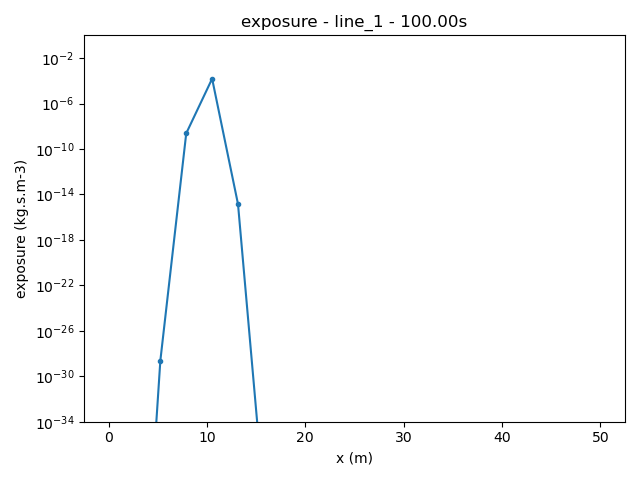 exposure - line_1 - 100.00s
exposure (kg.s.m-3)
10⁻²
10⁻⁶
10⁻¹⁰
10⁻¹⁴
10⁻¹⁸
10⁻²²
10⁻²⁶
10⁻³⁰
10⁻³⁴
0 10 20 30 40 50
x (m)